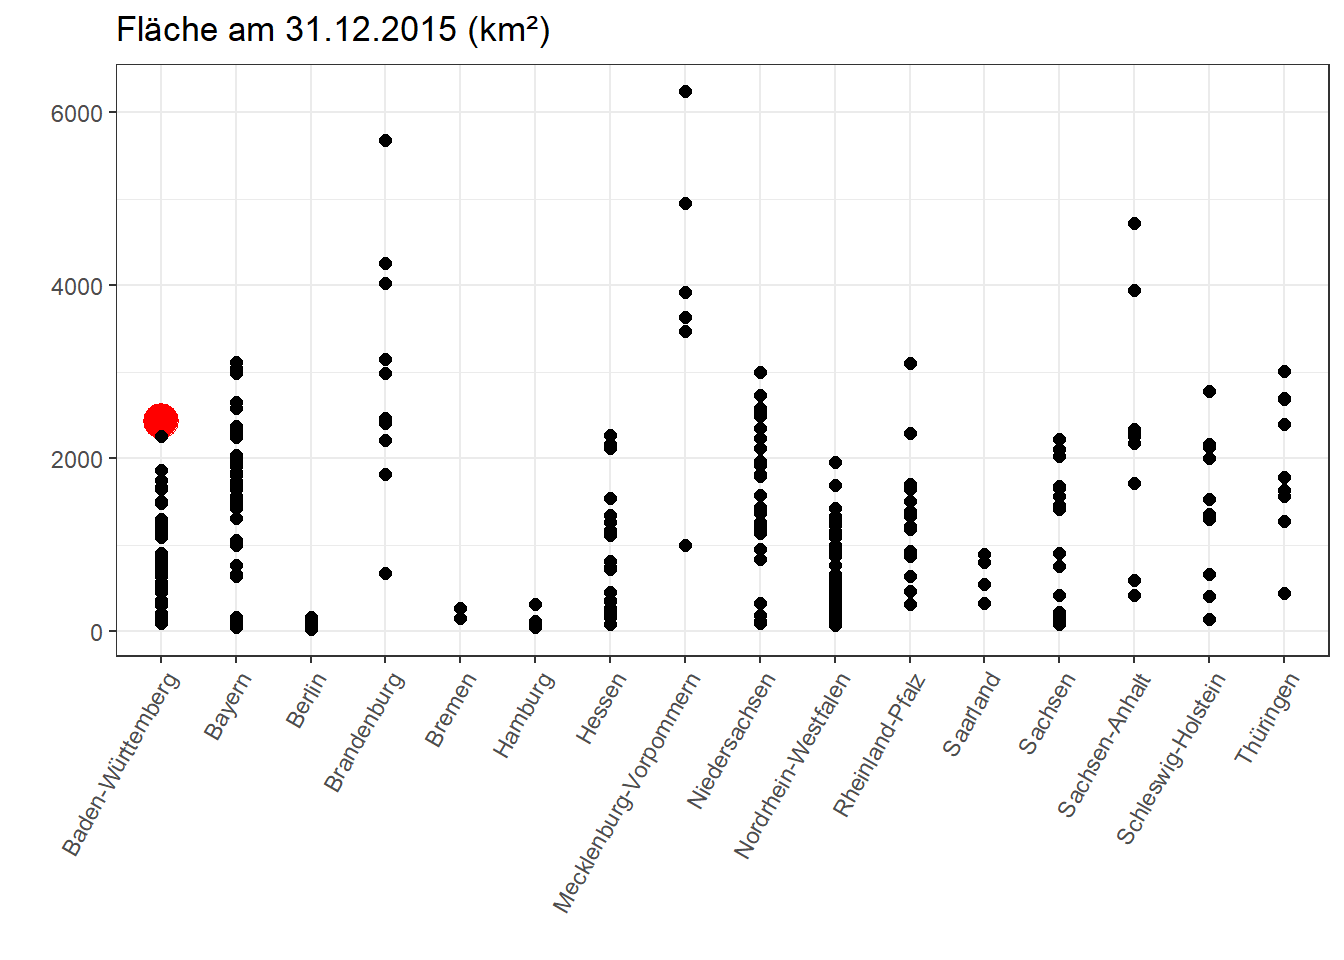 Fläche am 31.12.2015 (km²)
6000
4000
2000
0
Baden-Württemberg
Bayern
Berlin
Brandenburg
Bremen
Hamburg
Hessen
Mecklenburg-Vorpommern
Niedersachsen
Nordrhein-Westfalen
Rheinland-Pfalz
Saarland
Sachsen
Sachsen-Anhalt
Schleswig-Holstein
Thüringen